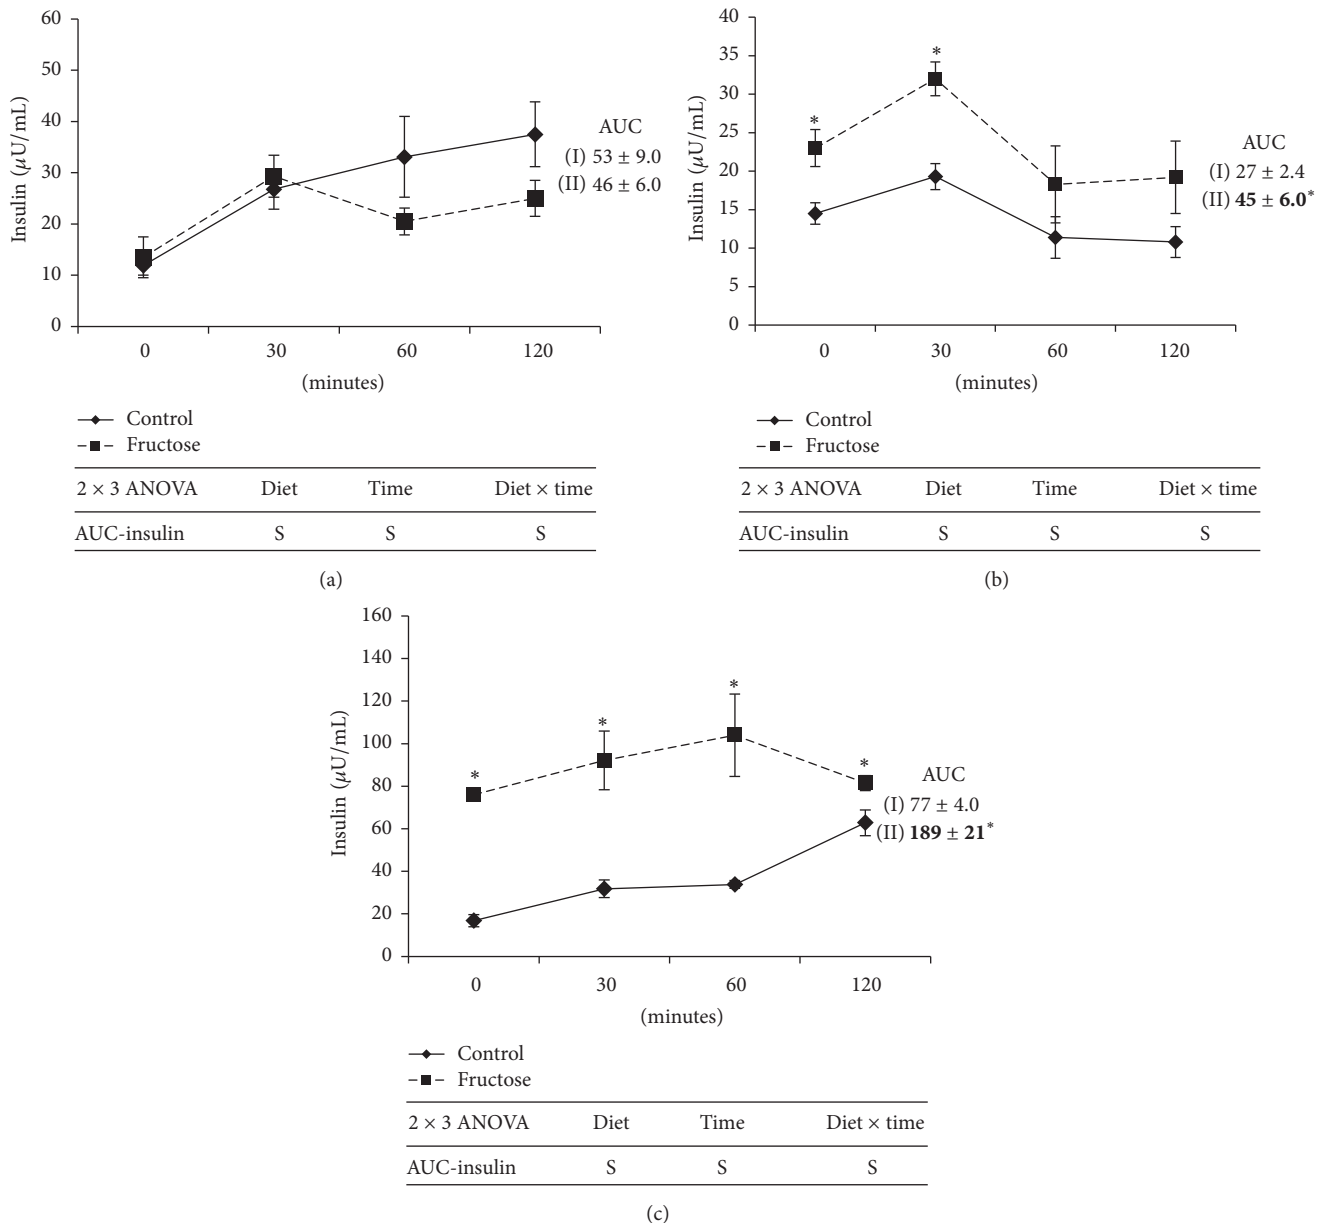 60
50
40
30
20
10
0
Insulin (μU/mL)
AUC
(I) 53 ± 9.0
(II) 46 ± 6.0
0 30 60 120
(minutes)
Control
Fructose
2 × 3 ANOVA Diet Time Diet × time
AUC-insulin S S S
(a)
40
35
30
25
20
15
10
5
0
Insulin (μU/mL)
*
*
AUC
(I) 27 ± 2.4
(II) 45 ± 6.0*
0 30 60 120
(minutes)
Control
Fructose
2 × 3 ANOVA Diet Time Diet × time
AUC-insulin S S S
(b)
160
140
120
100
80
60
40
20
0
Insulin (μU/mL)
*
*
*
*
AUC
(I) 77 ± 4.0
(II) 189 ± 21*
0 30 60 120
(minutes)
Control
Fructose
2 × 3 ANOVA Diet Time Diet × time
AUC-insulin S S S
(c)